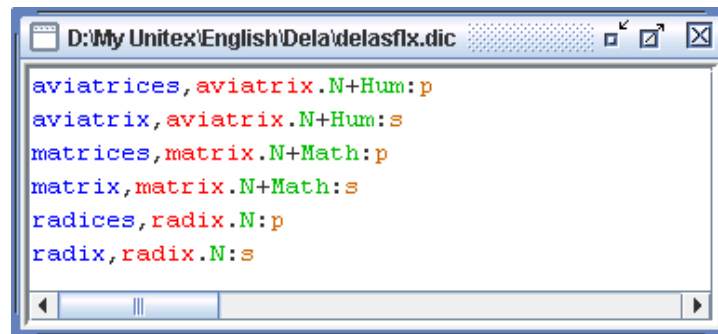 D:\My Unitex\English\Dela\delasflx.dic
aviatrices,aviatrix.N+Hum:p
aviatrix,aviatrix.N+Hum:s
matrices,matrix.N+Math:p
matrix,matrix.N+Math:s
radices,radix.N:p
radix,radix.N:s